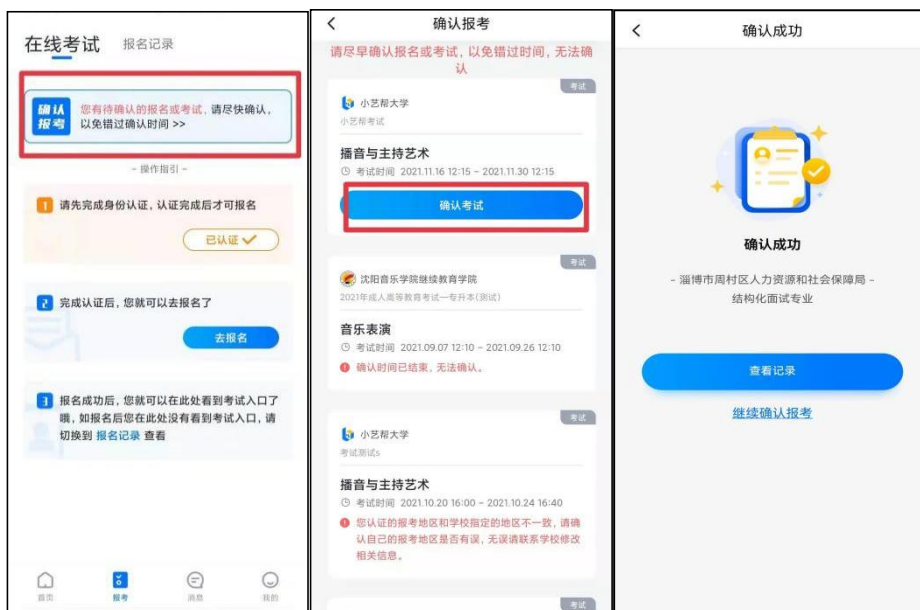 在线考试 报名记录
确认
报考
您有待确认的报名或考试，请尽快确认，
以免错过确认时间 >>
- 操作指引 -
1 请先完成身份认证，认证完成后才可报名
已认证
2 完成认证后，您就可以去报名了
去报名
3 报名成功后，您就可以在此处看到考试入口了
哦，如报名后您在此处没有看到考试入口，请
切换到 报名记录 查看
首页 报考 消息 我的
确认报考
请尽早确认报名或考试，以免错过时间，无法确
认
考试
小艺帮大学
小艺帮考试
播音与主持艺术
考试时间 2021.11.16 12:15 ~ 2021.11.30 12:15
确认考试
考试
沈阳音乐学院继续教育学院
2021年成人高等教育考试—专升本(测试)
音乐表演
考试时间 2021.09.07 12:10 ~ 2021.09.26 12:10
确认时间已结束，无法确认。
考试
小艺帮大学
考试测试s
播音与主持艺术
考试时间 2021.10.20 16:00 ~ 2021.10.24 16:40
您认证的报考地区和学校指定的地区不一致，请确
认自己的报考地区是否有误，无误请联系学校修改
相关信息。
考试
确认成功
确认成功
- 淄博市周村区人力资源和社会保障局 -
结构化面试专业
查看记录
继续确认报考